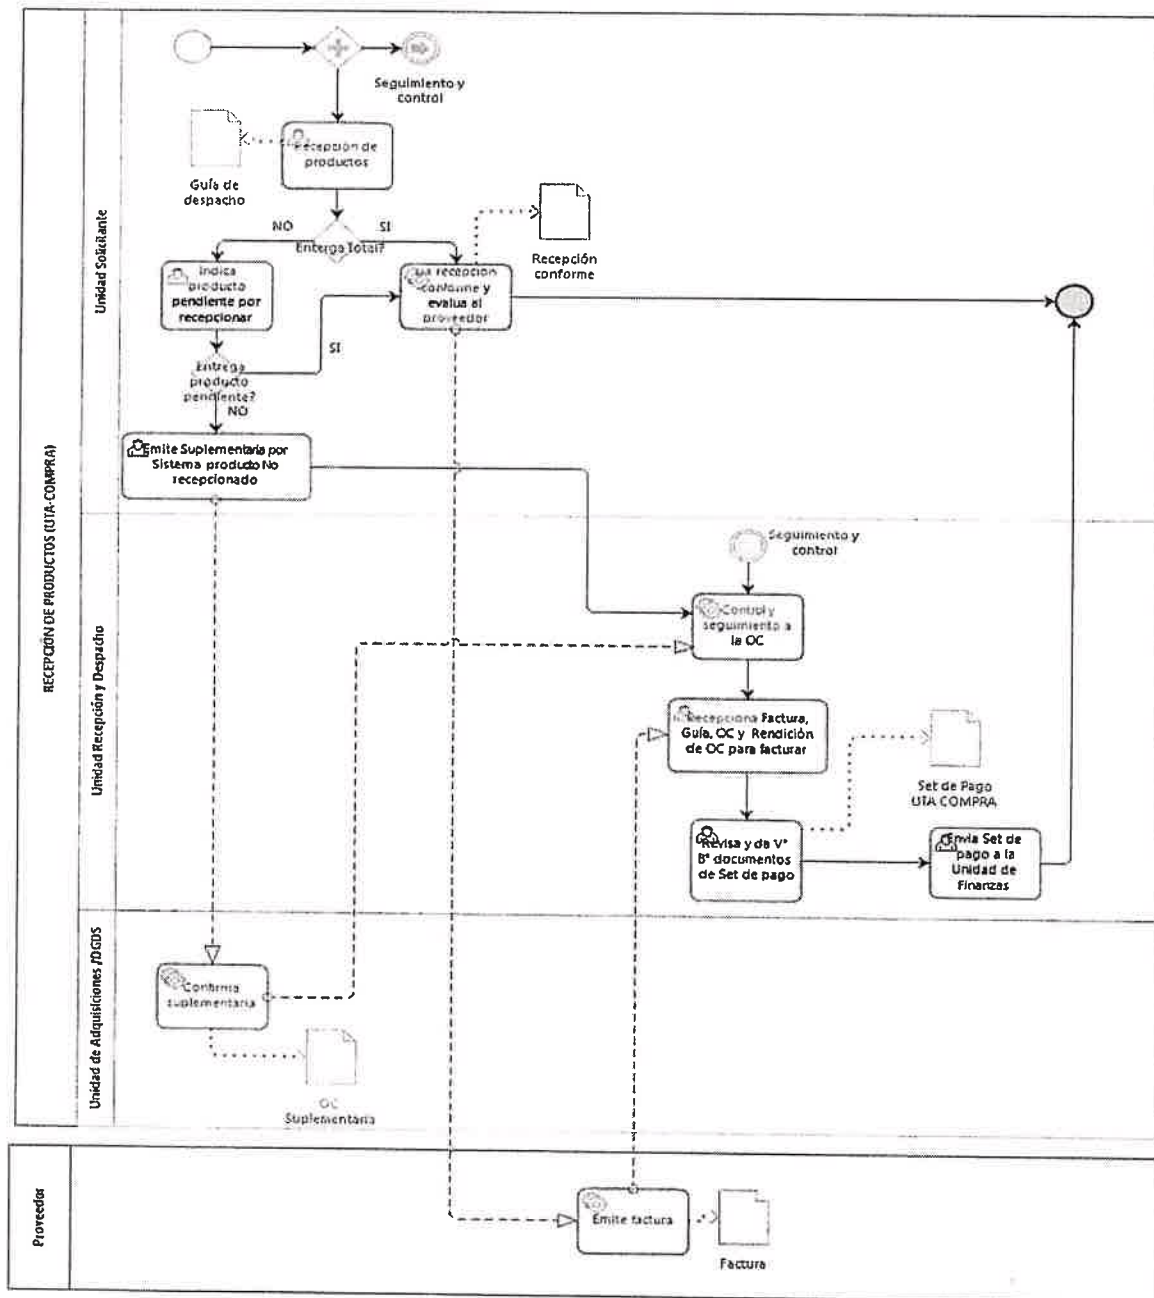 RECEPCIÓN DE PRODUCTOS (UTA-COMPRA)
Unidad Solicitante
Seguimiento y
control
Recepción de
productos
Guía de
despacho
NO
SI
Enterga Total?
Recepción
conforme
Indica
producto
pendiente por
recepcionar
Da recepción
conforme y
evalua al
proveedor
SI
Entrega
producto
pendiente?
NO
Emite Suplementaria por
Sistema producto No
recepcionado
Unidad Recepción y Despacho
Seguimiento y
control
Control y
seguimiento a
la OC
Recepciona Factura,
Guía, OC y Rendición
de OC para facturar
Set de Pago
UTA COMPRA
Revisa y da V°
B° documentos
de Set de pago
Envía Set de
pago a la
Unidad de
Finanzas
Unidad de Adquisiciones /DGDS
Confirma
suplementaria
OC
Suplementaria
Proveedor
Emite factura
Factura